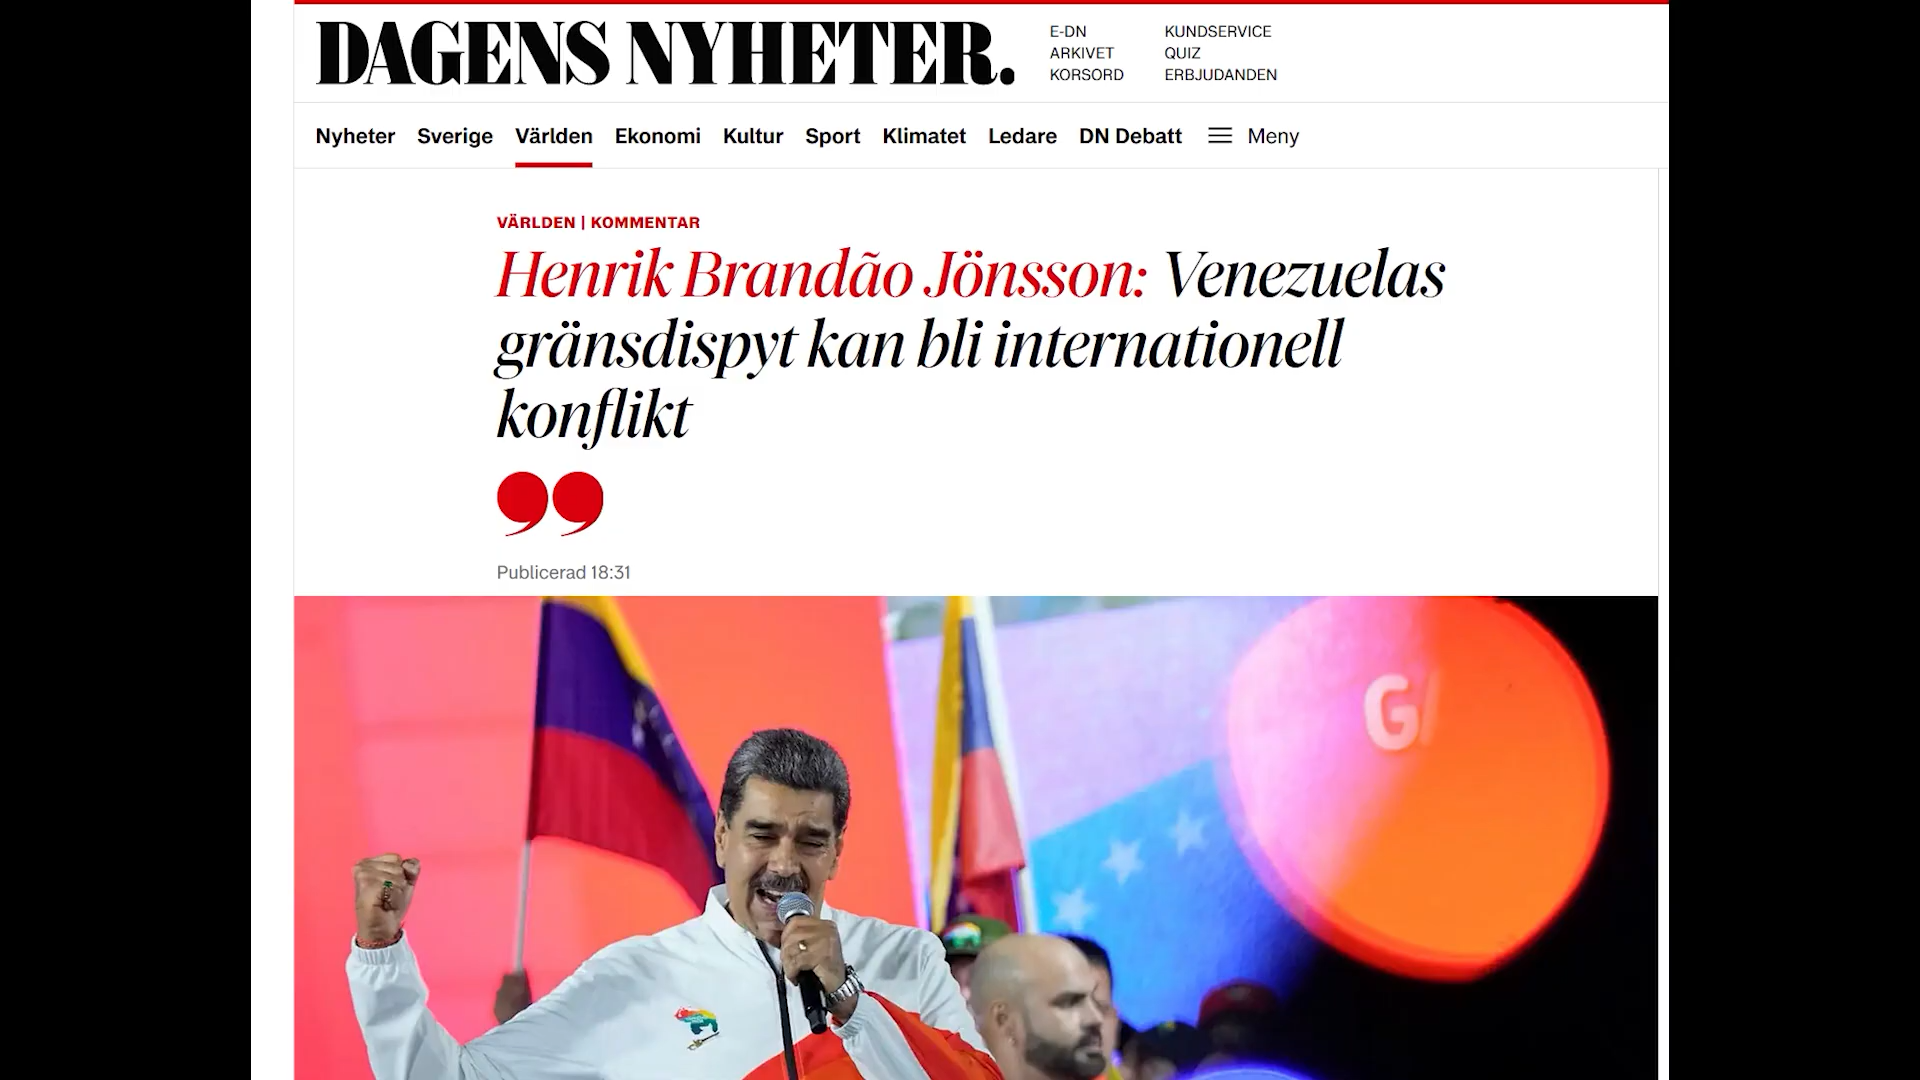 DAGENS NYHETER.
E-DN
ARKIVET
KORSORD
KUNDSERVICE
QUIZ
ERBJUDANDEN
Nyheter Sverige Världen Ekonomi Kultur Sport Klimatet Ledare DN Debatt Meny
VÄRLDEN | KOMMENTAR
Henrik Brandão Jönsson: Venezuelas
gränsdispyt kan bli internationell
konflikt
Publicerad 18:31
G